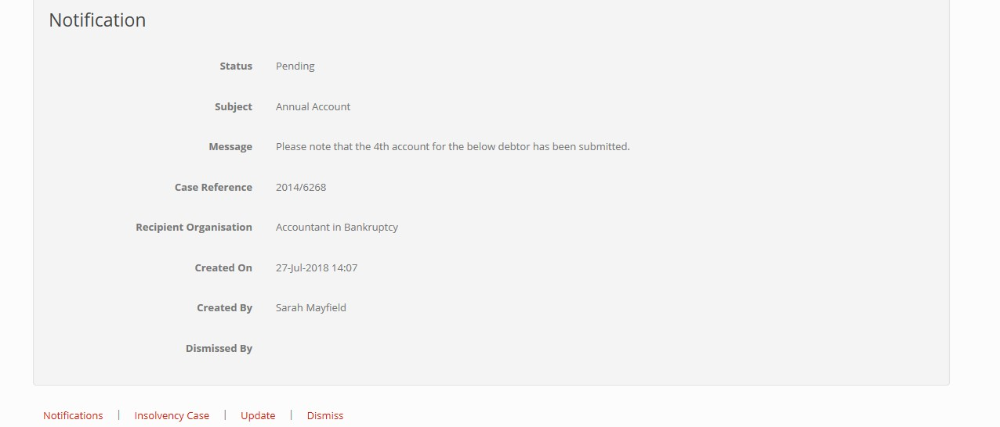 Notification
Status Pending
Subject Annual Account
Message Please note that the 4th account for the below debtor has been submitted.
Case Reference 2014/6268
Recipient Organisation Accountant in Bankruptcy
Created On 27-Jul-2018 14:07
Created By Sarah Mayfield
Dismissed By
Notifications | Insolvency Case | Update | Dismiss